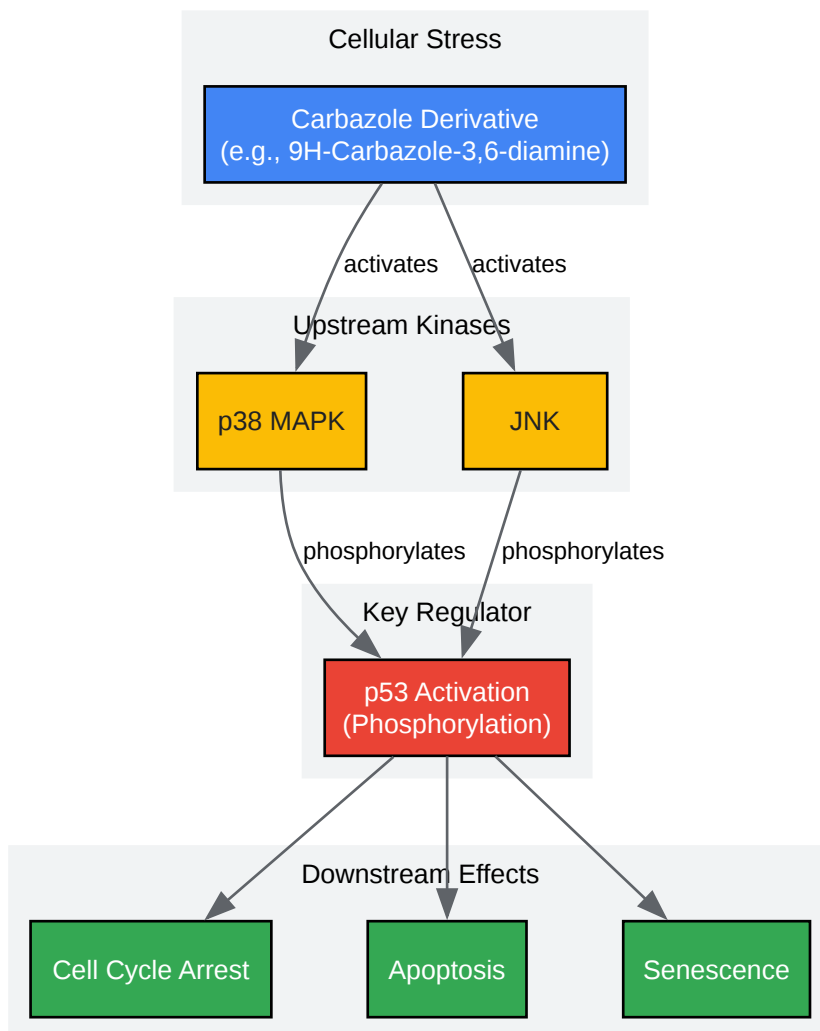 Cellular Stress
Carbazole Derivative
(e.g., 9H-Carbazole-3,6-diamine)
activates
activates
Upstream Kinases
p38 MAPK
JNK
phosphorylates
phosphorylates
Key Regulator
p53 Activation
(Phosphorylation)
Downstream Effects
Cell Cycle Arrest
Apoptosis
Senescence